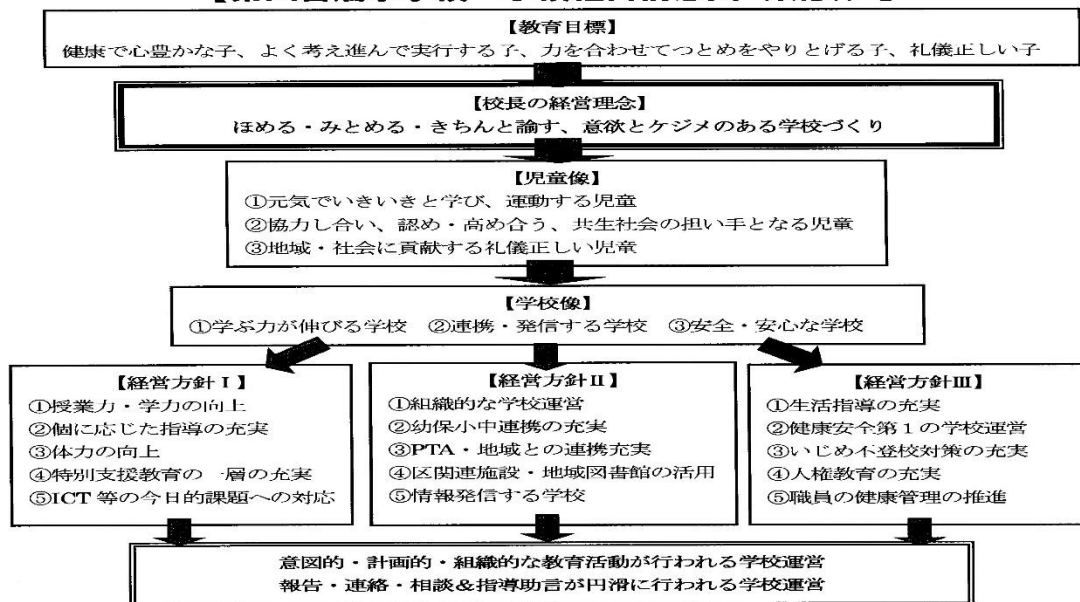 【教育目標】
健康で心豊かな子、よく考え進んで実行する子、力を合わせてつとめをやりとげる子、礼儀正しい子
【校長の経営理念】
ほめる・みとめる・きちんと諭す、意欲とケジメのある学校づくり
【児童像】
①元気でいきいきと学び、運動する児童
②協力し合い、認め・高め合う、共生社会の担い手となる児童
③地域・社会に貢献する礼儀正しい児童
【学校像】
①学ぶ力が伸びる学校 ②連携・発信する学校 ③安全・安心な学校
【経営方針Ⅰ】
①授業力・学力の向上
②個に応じた指導の充実
③体力の向上
④特別支援教育の一層の充実
⑤ICT 等の今日的課題への対応
【経営方針Ⅱ】
①組織的な学校運営
②幼保小中連携の充実
③PTA・地域との連携充実
④区関連施設・地域図書館の活用
⑤情報発信する学校
【経営方針Ⅲ】
①生活指導の充実
②健康安全第１の学校運営
③いじめ不登校対策の充実
④人権教育の充実
⑤職員の健康管理の推進
意図的・計画的・組織的な教育活動が行われる学校運営
報告・連絡・相談＆指導助言が円滑に行われる学校運営